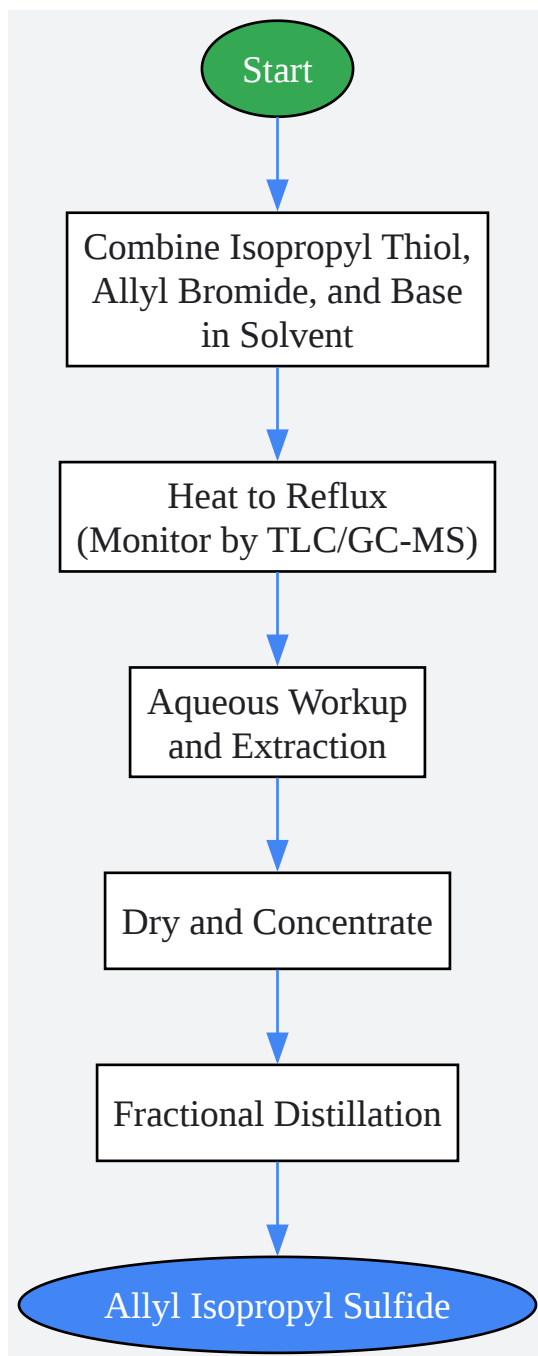 Start
Combine Isopropyl Thiol,
Allyl Bromide, and Base
in Solvent
Heat to Reflux
(Monitor by TLC/GC-MS)
Aqueous Workup
and Extraction
Dry and Concentrate
Fractional Distillation
Allyl Isopropyl Sulfide